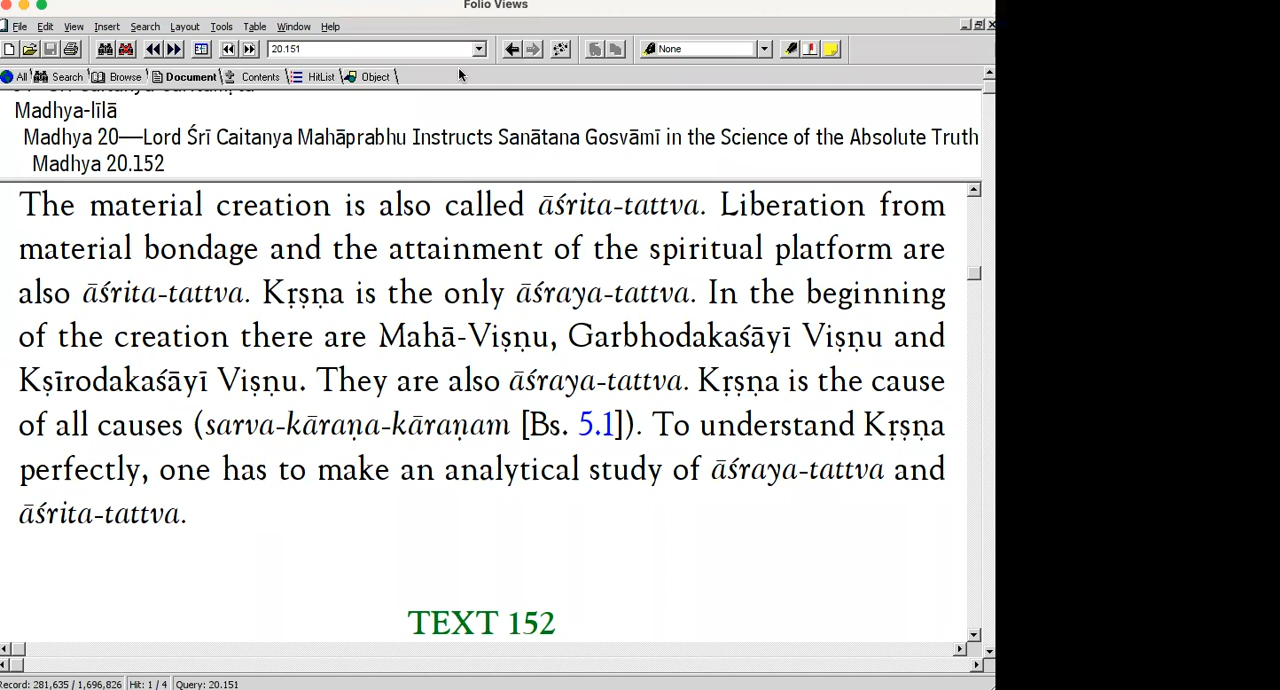 Folio Views
File Edit View Insert Search Layout Tools Table Window Help
20.151 None
All Search Browse Document Contents HitList Object
Madhya-līlā
Madhya 20—Lord Śrī Caitanya Mahāprabhu Instructs Sanātana Gosvāmī in the Science of the Absolute Truth
Madhya 20.152
The material creation is also called āśrita-tattva. Liberation from
material bondage and the attainment of the spiritual platform are
also āśrita-tattva. Kṛṣṇa is the only āśraya-tattva. In the beginning
of the creation there are Mahā-Viṣṇu, Garbhodakaśāyī Viṣṇu and
Kṣīrodakaśāyī Viṣṇu. They are also āśraya-tattva. Kṛṣṇa is the cause
of all causes (sarva-kāraṇa-kāraṇam [Bs. 5.1]). To understand Kṛṣṇa
perfectly, one has to make an analytical study of āśraya-tattva and
āśrita-tattva.
TEXT 152
Record: 281,635 / 1,696,826 Hit: 1 / 4 Query: 20.151